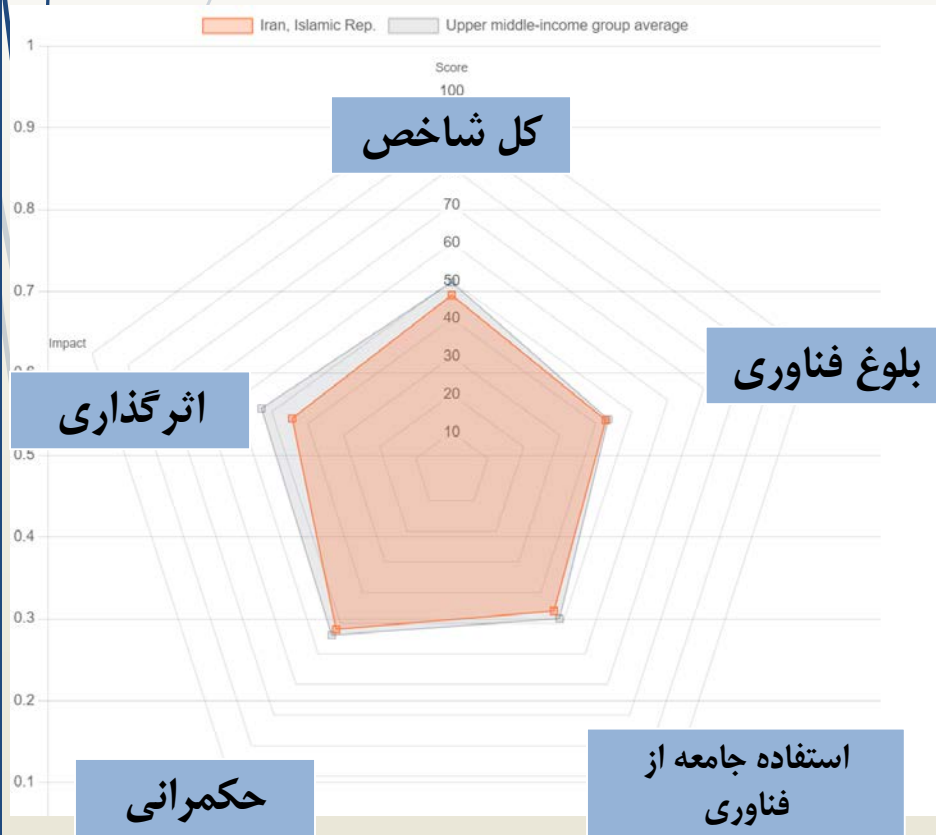 Iran, Islamic Rep. Upper middle-income group average
1
Score
100
0.9
کل شاخص
0.8
70
60
0.7
50
40
Impact
30
بلوغ فناوری
20
اثرگذاری
10
0.5
0.4
0.3
0.2
استفاده جامعه از
فناوری
0.1
حکمرانی